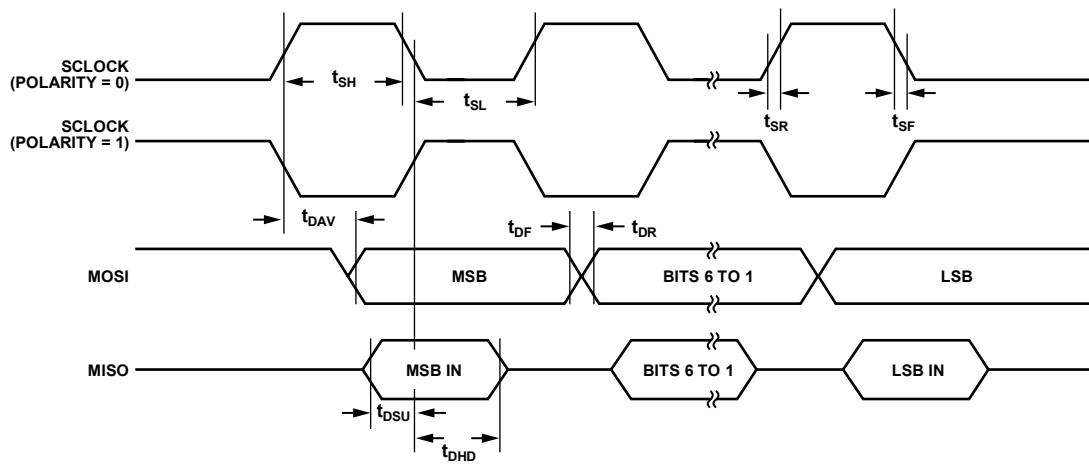 SCLOCK
(POLARITY = 0)
tSH
tSL
tSR
tSF
SCLOCK
(POLARITY = 1)
tDAV
tDF
tDR
MOSI
MSB
BITS 6 TO 1
LSB
MISO
MSB IN
BITS 6 TO 1
LSB IN
tDSU
tDHD